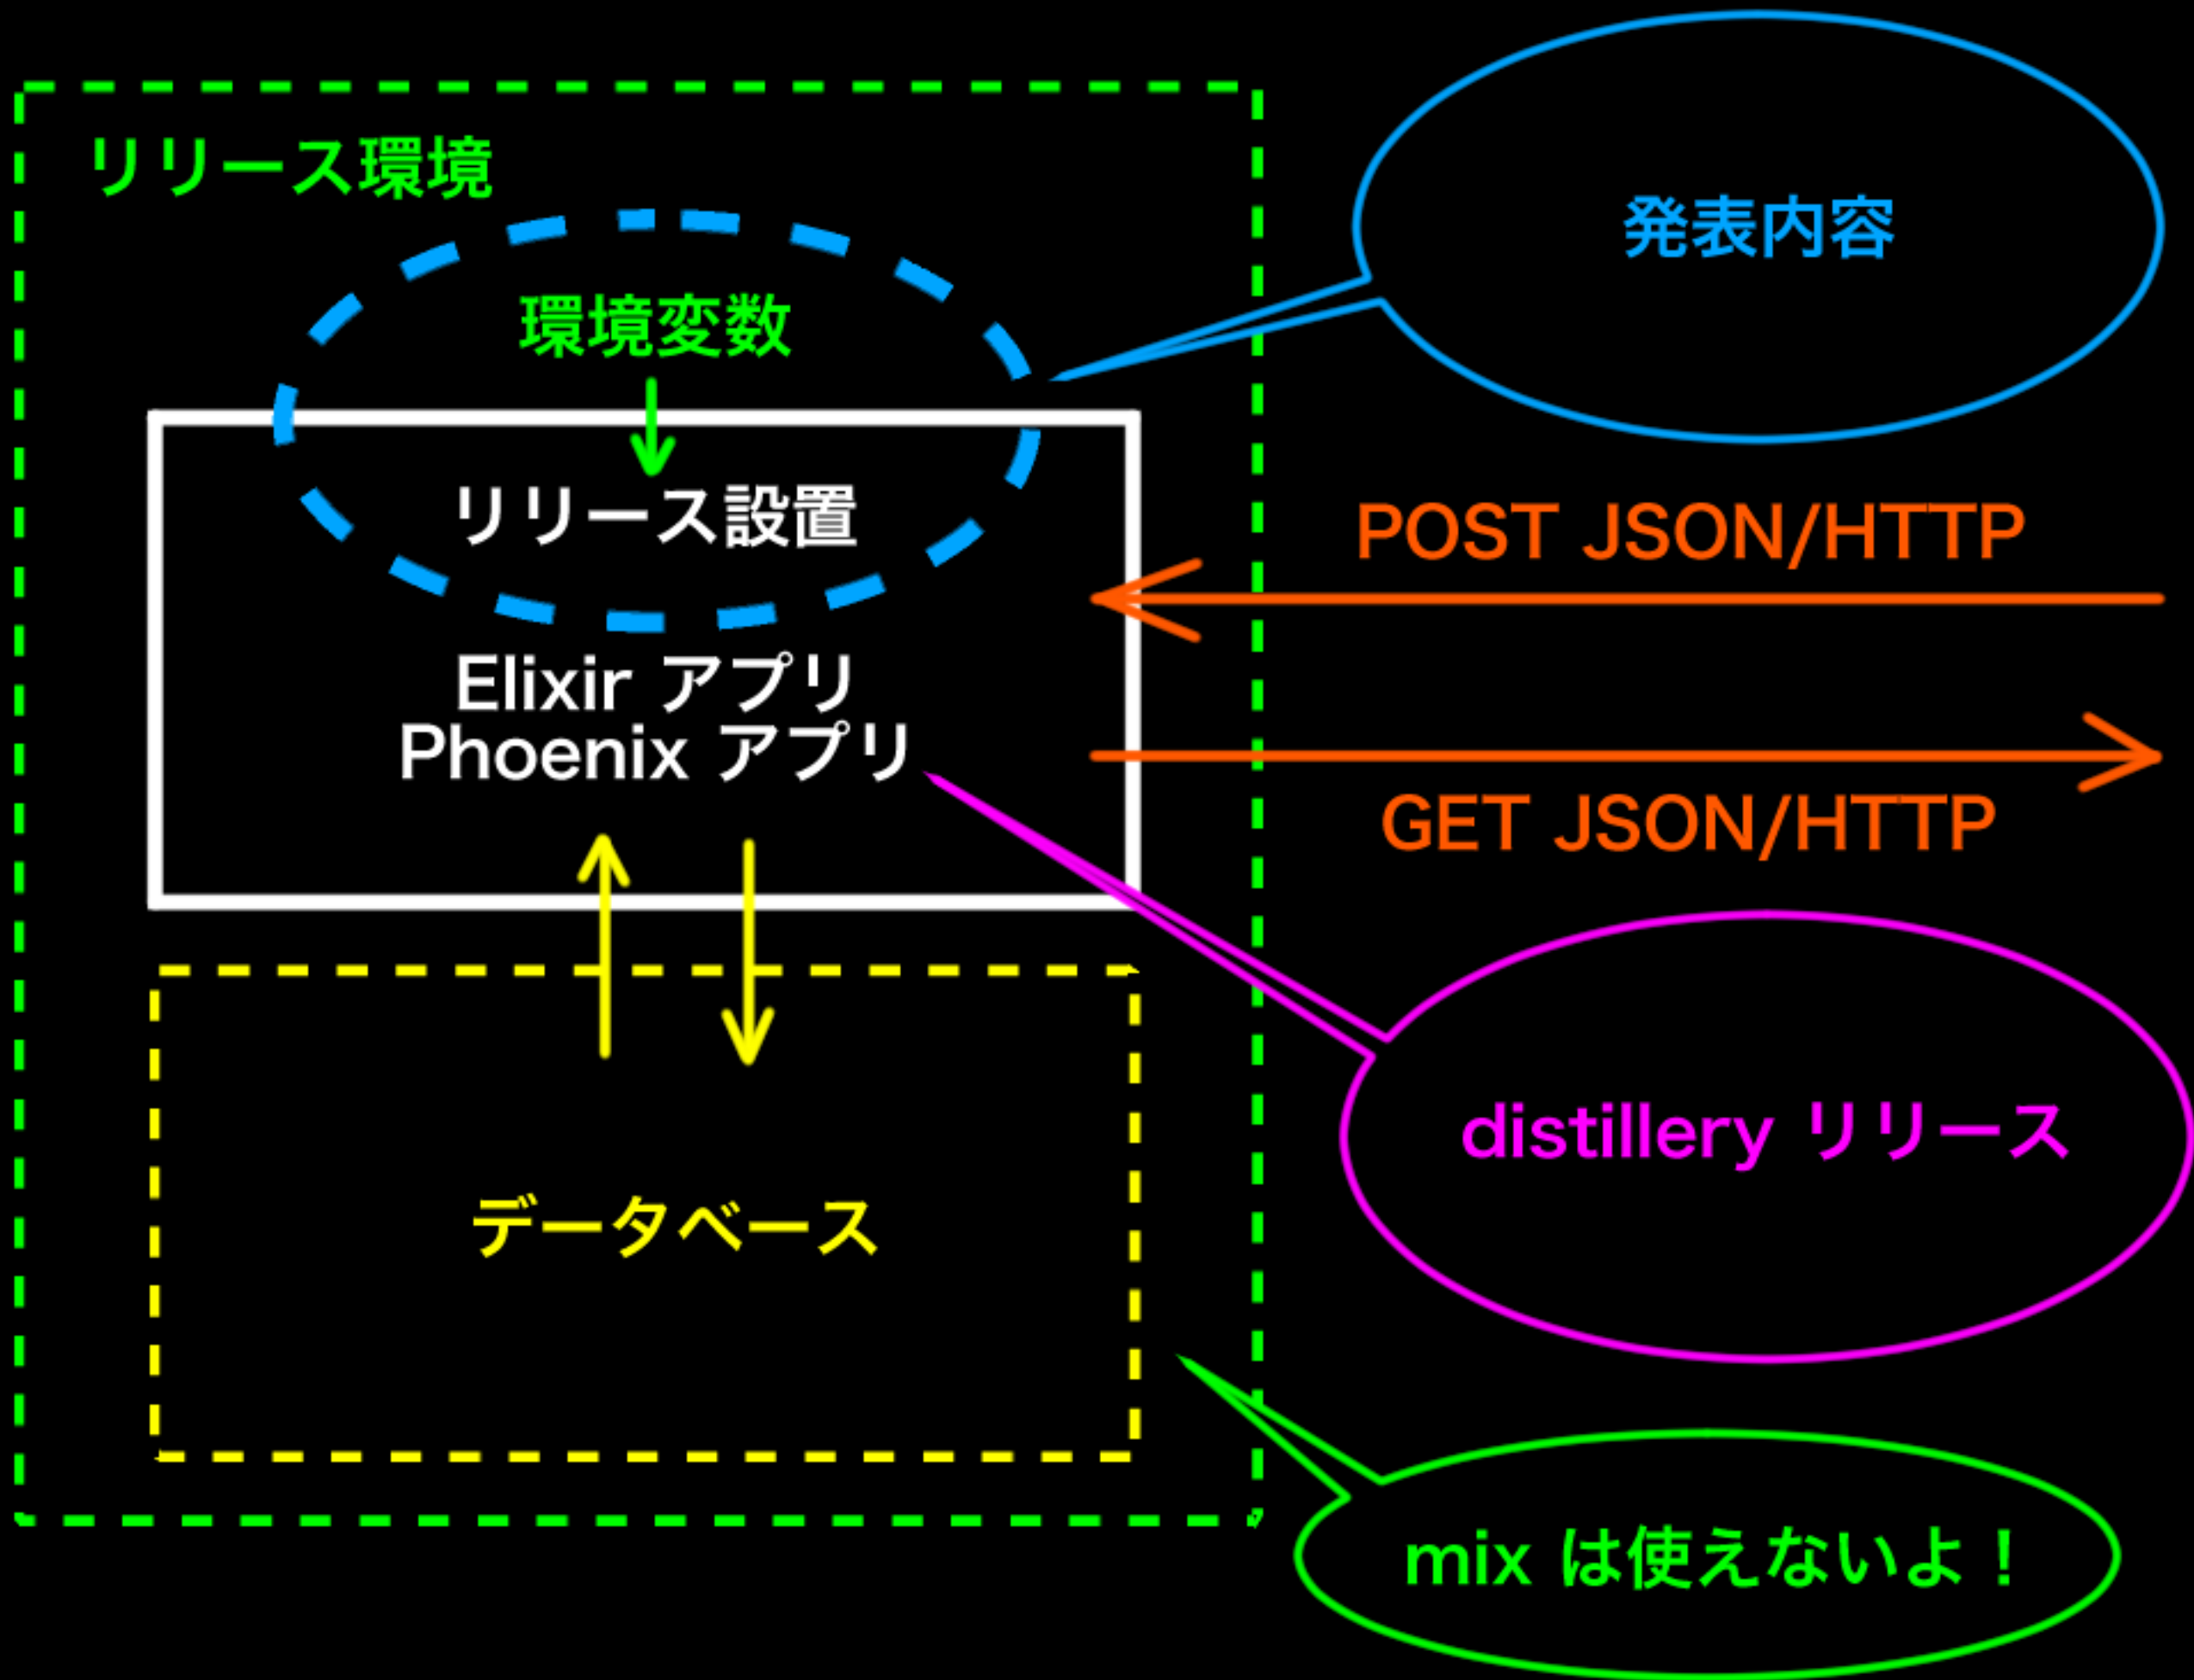 リリース環境
発表内容
環境変数
リリース設置
POST JSON/HTTP
Elixir アプリ
Phoenix アプリ
GET JSON/HTTP
distillery リリース
データベース
mix は使えないよ！